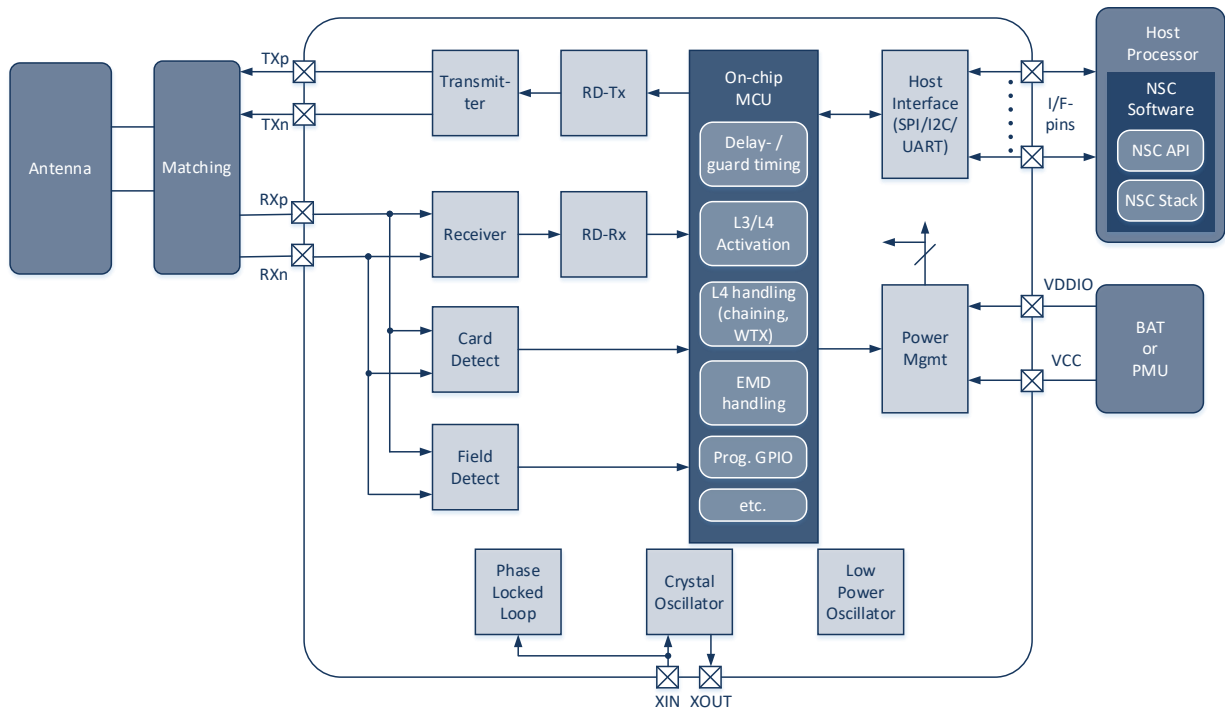 Antenna
Matching
TXp
TXn
RXp
RXn
Transmit-
ter
RD-Tx
Receiver
RD-Rx
Card
Detect
Field
Detect
On-chip
MCU
Delay- /
guard timing
L3/L4
Activation
L4 handling
(chaining,
WTX)
EMD
handling
Prog. GPIO
etc.
Host
Interface
(SPI/I2C/
UART)
I/F-
pins
Host
Processor
NSC
Software
NSC API
NSC Stack
Power
Mgmt
VDDIO
VCC
BAT
or
PMU
Phase
Locked
Loop
Crystal
Oscillator
Low
Power
Oscillator
XIN
XOUT